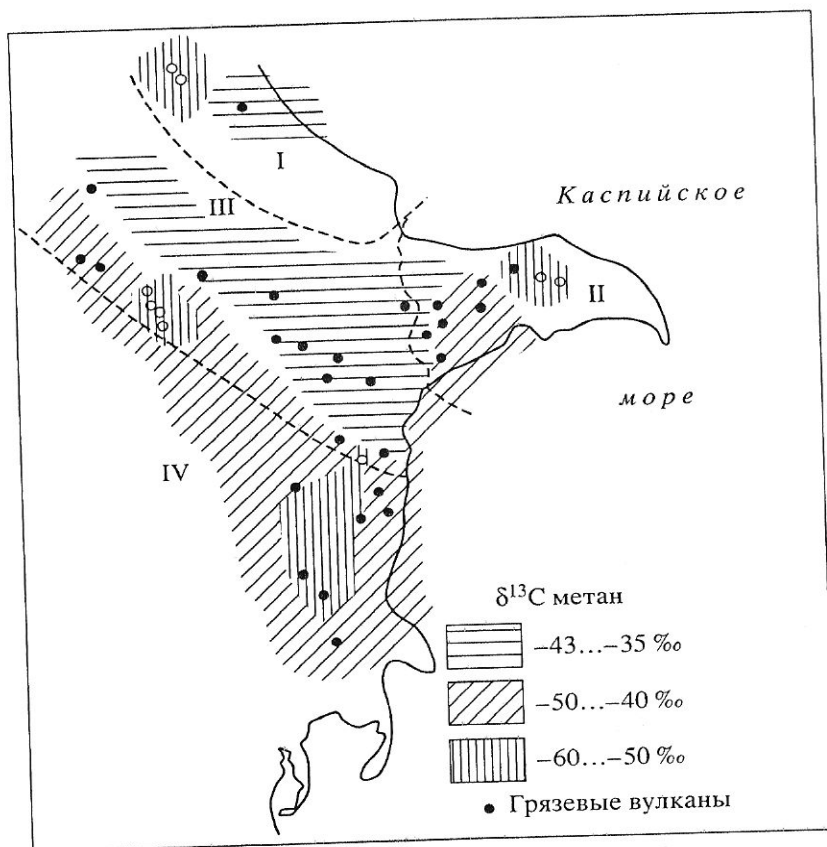 I
Каспийское
III
II
море
IV
δ¹³C метан
–43...–35 ‰
–50...–40 ‰
–60...–50 ‰
Грязевые вулканы